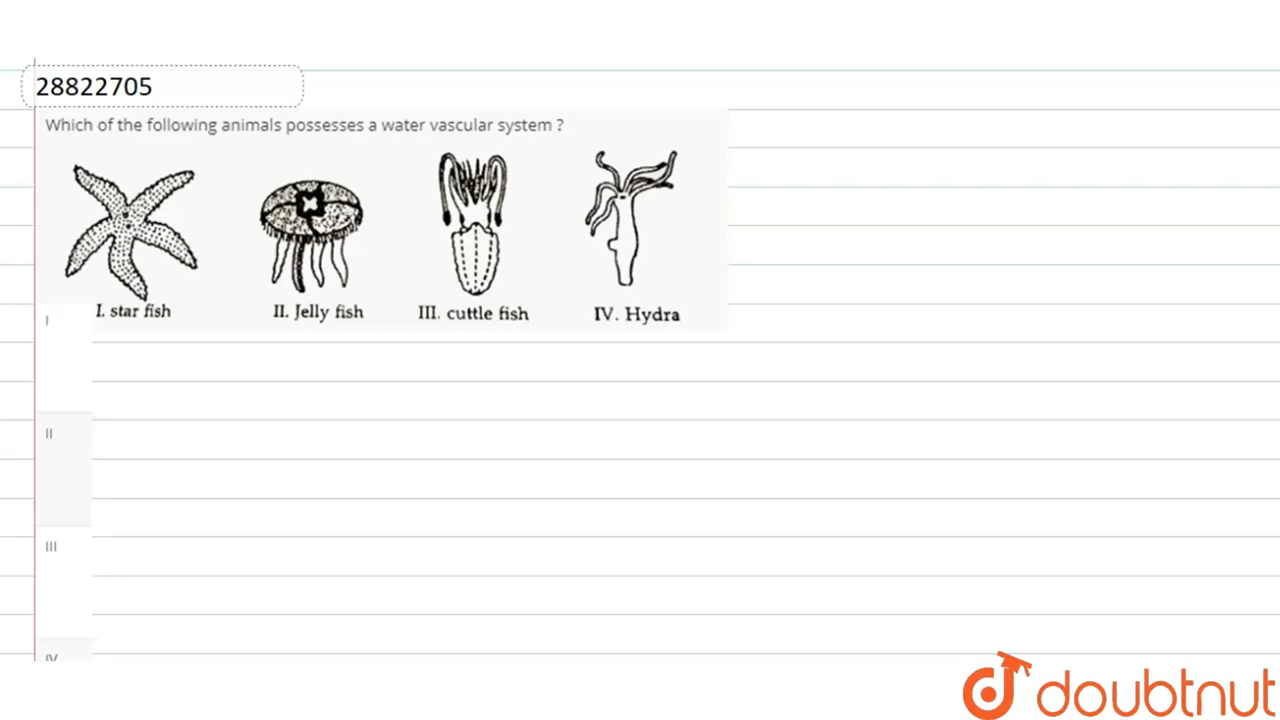 28822705
Which of the following animals possesses a water vascular system ?
I. star fish II. Jelly fish III. cuttle fish IV. Hydra
I
II
III
IV
doubtnut